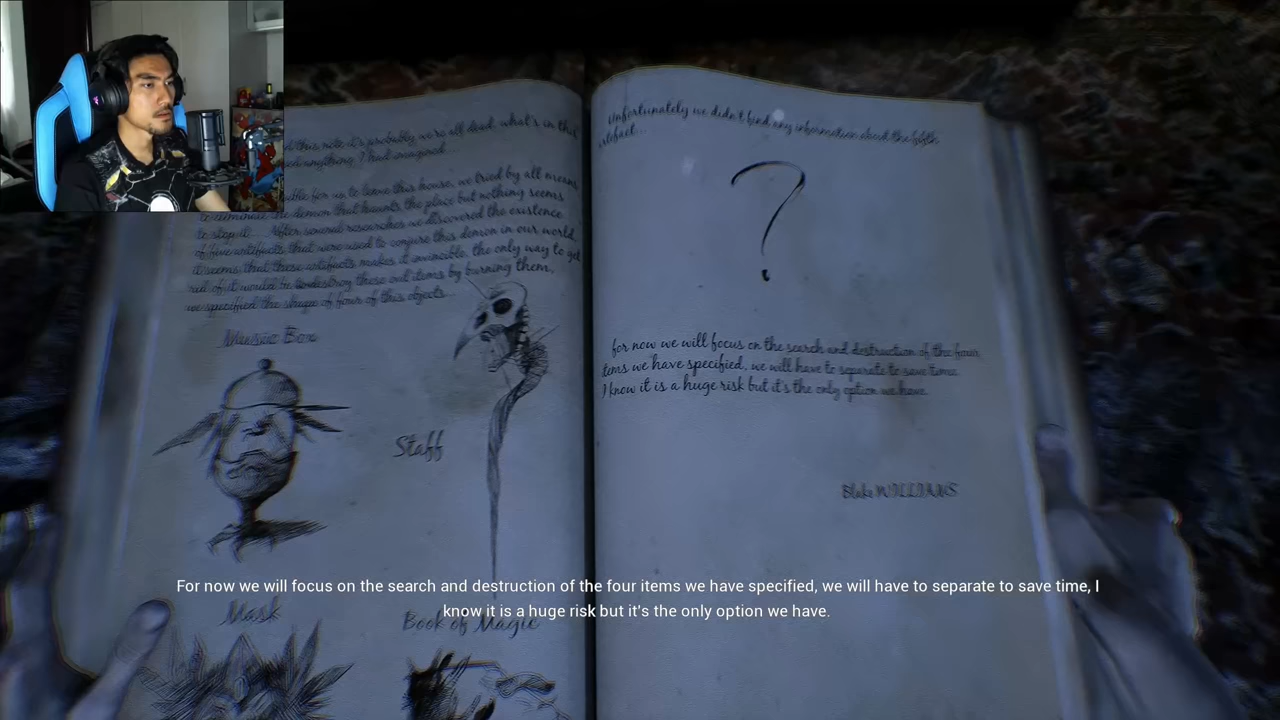 this note it's probably we're all dead, what's in this
anything? Bad imagined...
for us to leave this house, we tried by all means
to eliminate the demon that haunts the place but nothing seems
to stop it.... After several researches we discovered the existence
of five artifacts that were used to conjure this demon in our world,
it seems that these artifacts makes it invincible, the only way to get
rid of it would be to destroy these items by burning them,
we specified the shape of four of this objects.
Music Box
Staff
Mask
Book of Magic
Unfortunately we didn't find any information about the fifth
artifact...
?
for now we will focus on the search and destruction of the four
items we have specified, we will have to separate to save time,
I know it is a huge risk but it's the only option we have.
Blake WILLIAMS
For now we will focus on the search and destruction of the four items we have specified, we will have to separate to save time, I
know it is a huge risk but it's the only option we have.